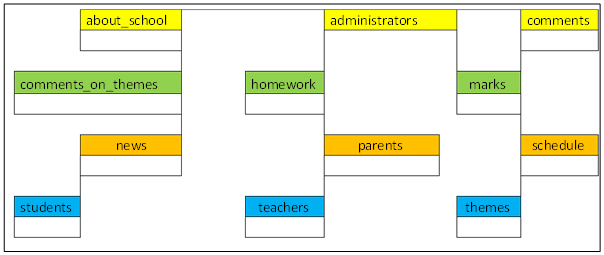 about_school
administrators
comments
comments_on_themes
homework
marks
news
parents
schedule
students
teachers
themes